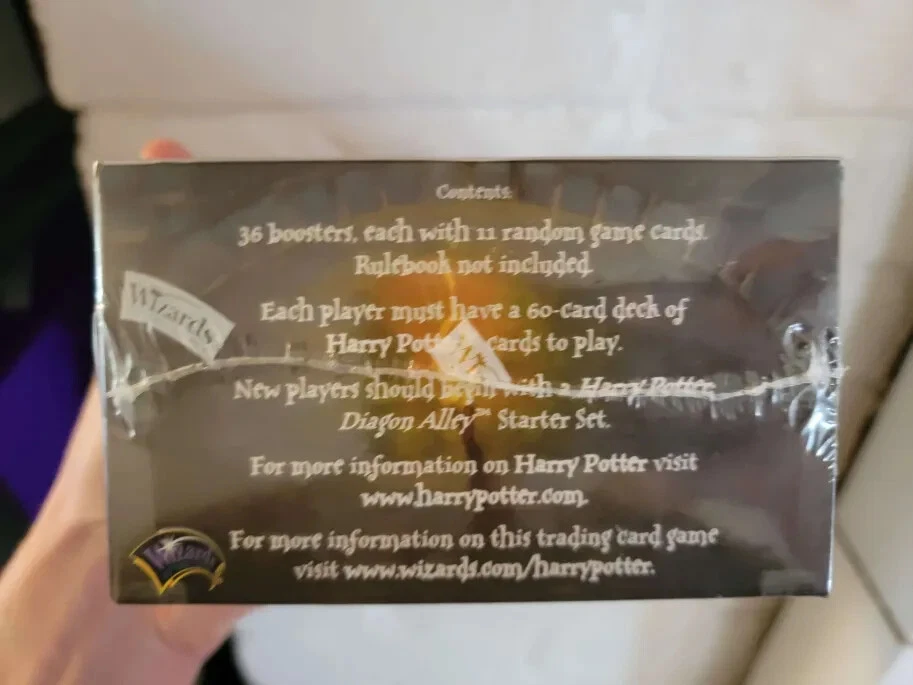 Contents:
36 boosters, each with 11 random game cards.
Rulebook not included.
Wizards
Each player must have a 60-card deck of
Harry Potter cards to play.
New players should begin with a Harry Potter
Diagon Alley™ Starter Set.
For more information on Harry Potter visit
www.harrypotter.com.
Wizards
For more information on this trading card game
visit www.wizards.com/harrypotter.